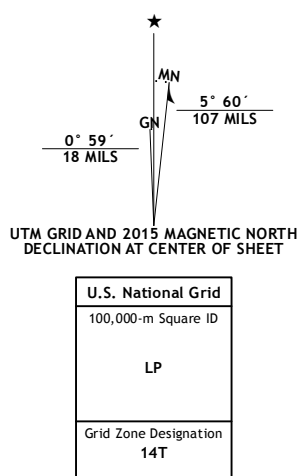 ★
MN
5° 60´
107 MILS
GN
0° 59´
18 MILS
UTM GRID AND 2015 MAGNETIC NORTH
DECLINATION AT CENTER OF SHEET
U.S. National Grid
100,000-m Square ID
LP
Grid Zone Designation
14T